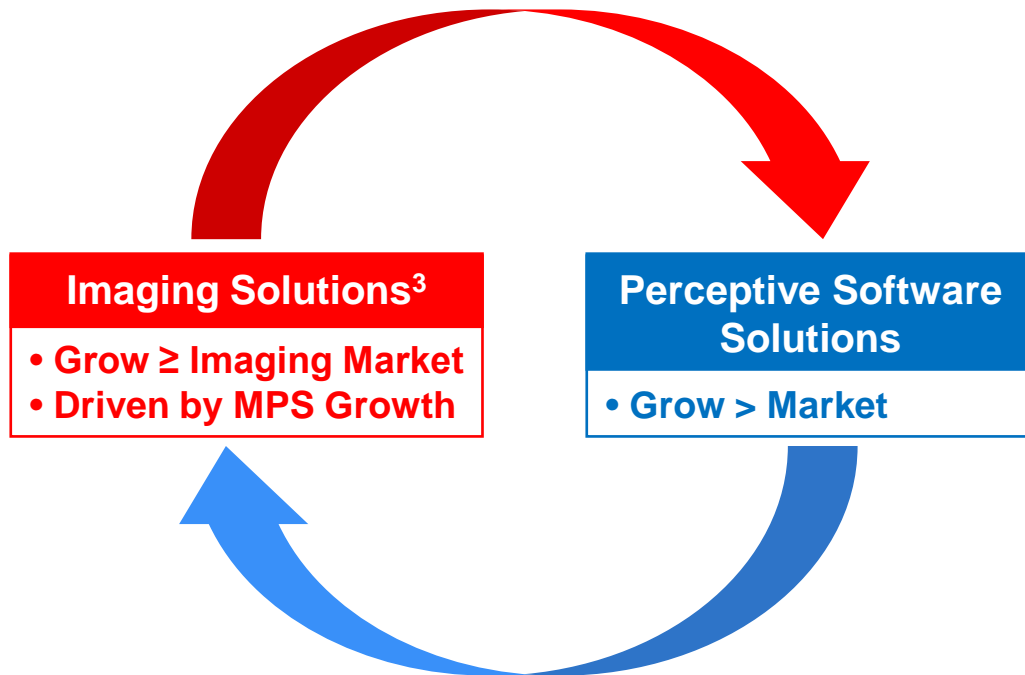 Imaging Solutions³
• Grow ≥ Imaging Market
• Driven by MPS Growth
Perceptive Software
Solutions
• Grow > Market